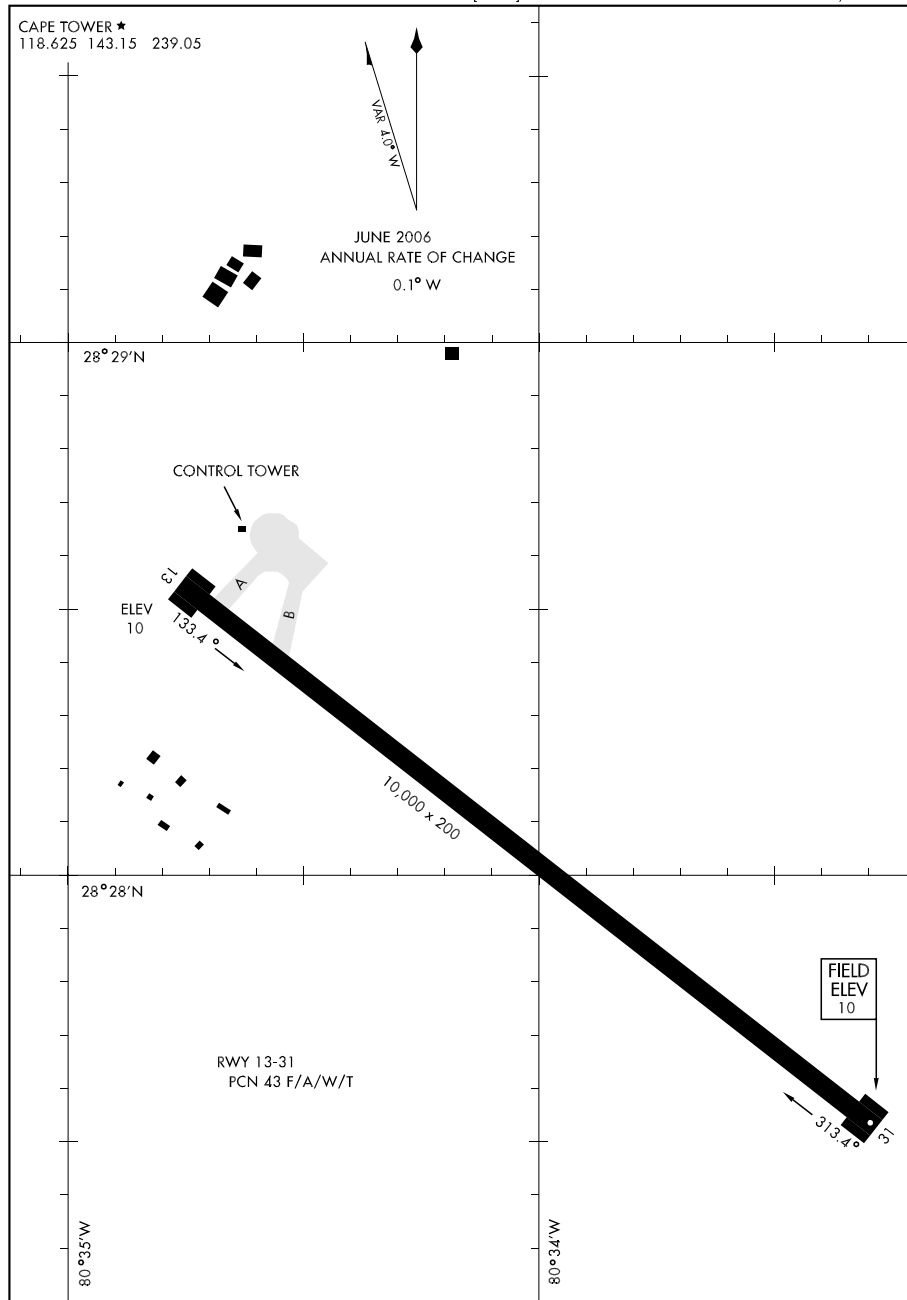 CAPE TOWER ★
118.625 143.15 239.05
VAR 4.0° W
JUNE 2006
ANNUAL RATE OF CHANGE
0.1° W
28°29'N
CONTROL TOWER
13
A
B
ELEV
10
133.4°
10,000 x 200
28°28'N
FIELD
ELEV
10
RWY 13-31
PCN 43 F/A/W/T
313.4°
31
80°35'W
80°34'W